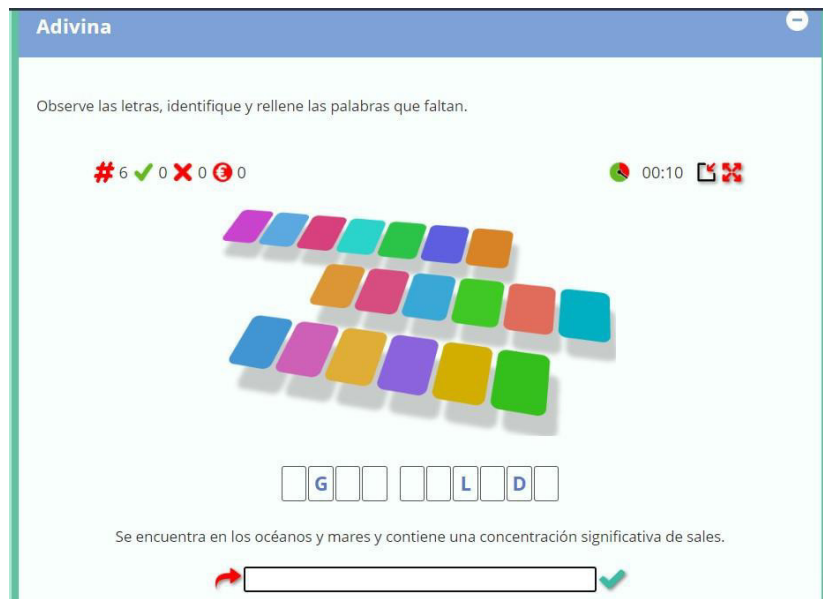 Adivina
Observe las letras, identifique y rellene las palabras que faltan.
# 6 0 0 0 00:10
G L D
Se encuentra en los océanos y mares y contiene una concentración significativa de sales.